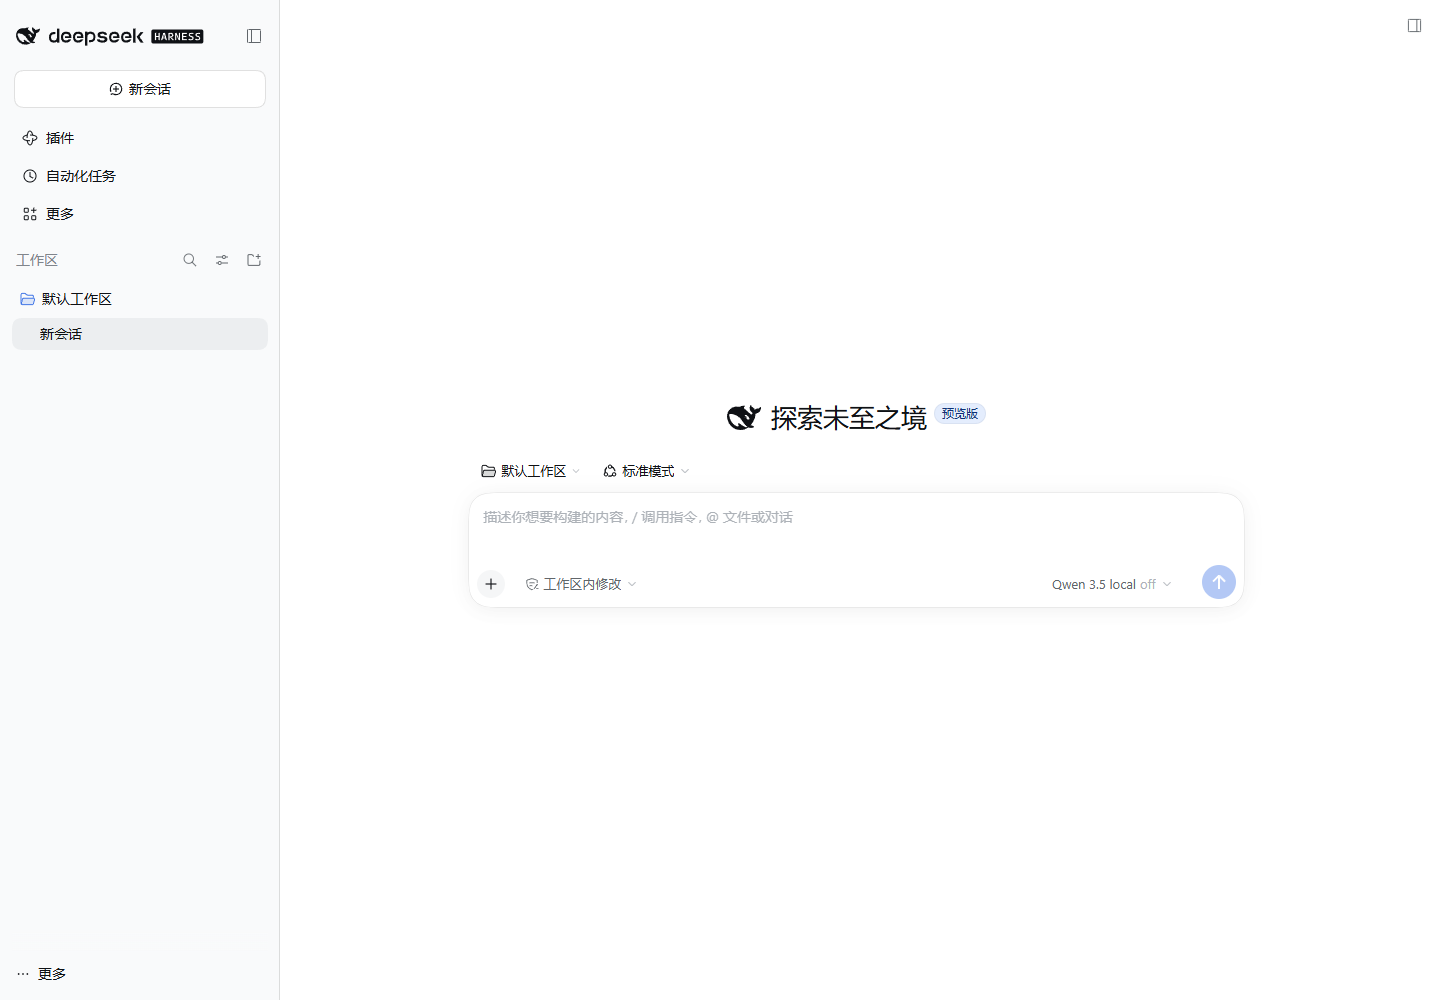 deepseek HARNESS
新会话
插件
自动化任务
更多
工作区
默认工作区
新会话
探索未至之境 预览版
默认工作区 标准模式
描述你想要构建的内容, / 调用指令, @ 文件或对话
工作区内修改 Qwen 3.5 local off
更多